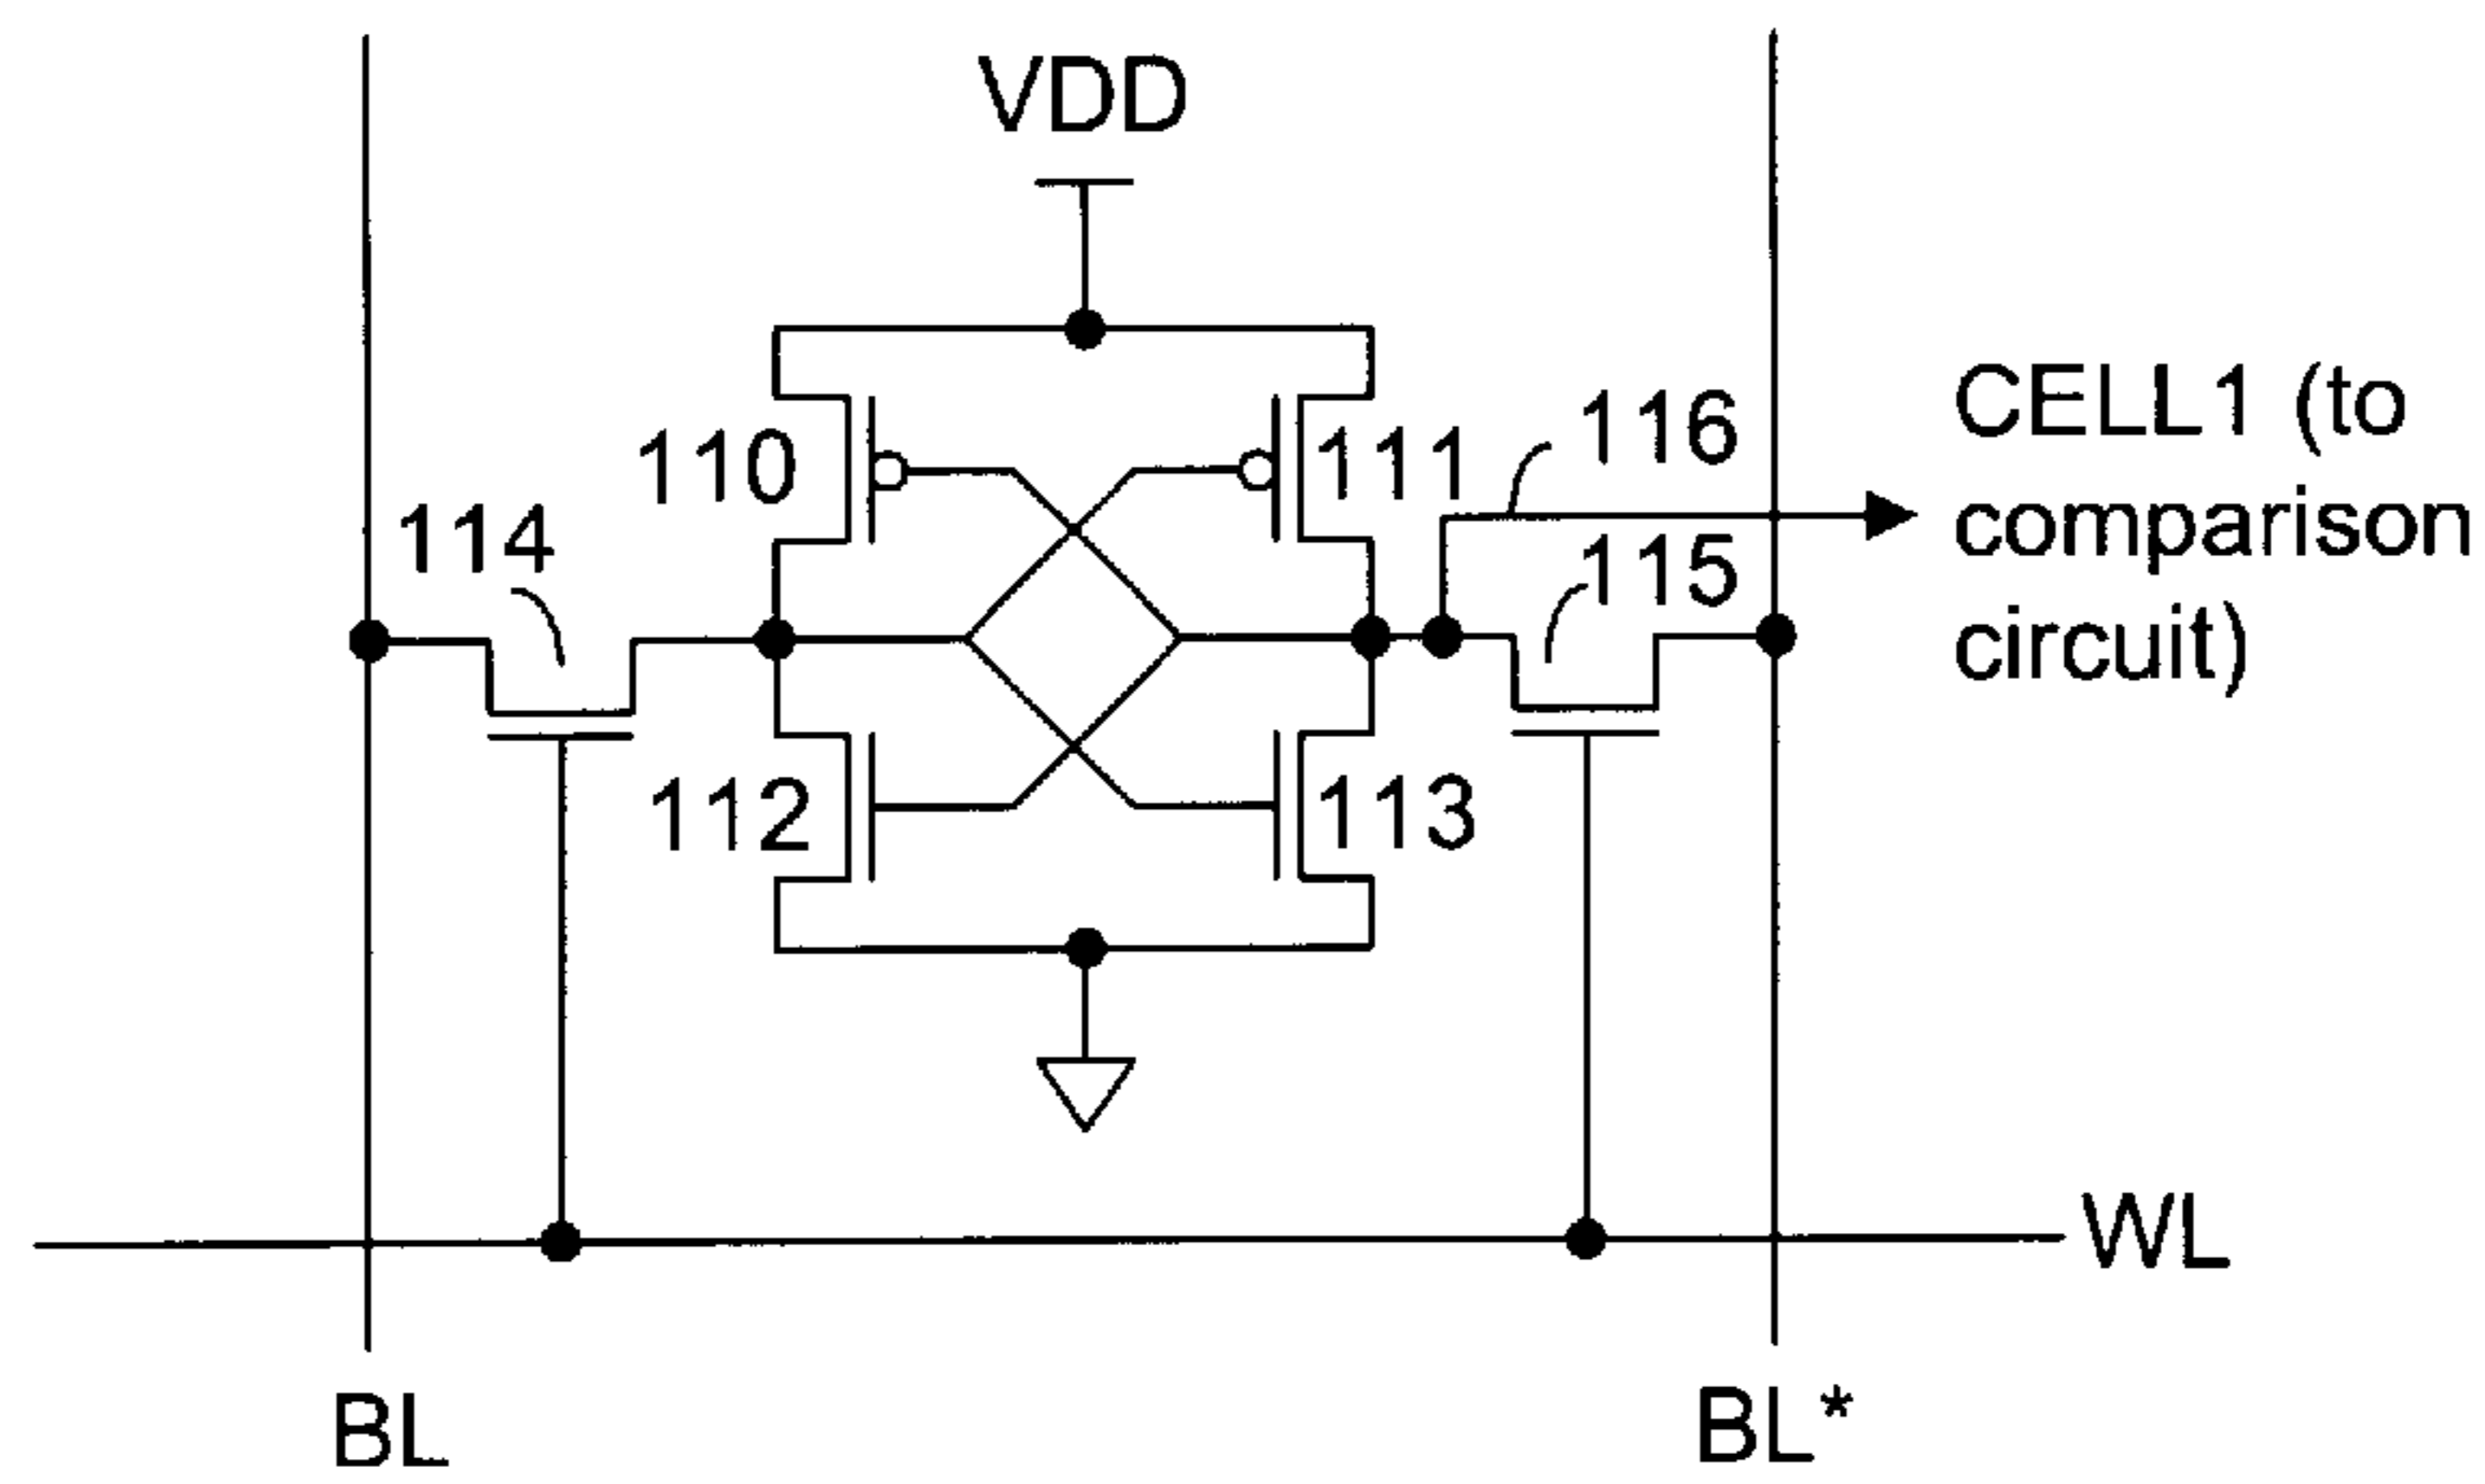 VDD
116
CELL1 (to
comparison
circuit)
110
111
114
115
112
113
WL
BL
BL*